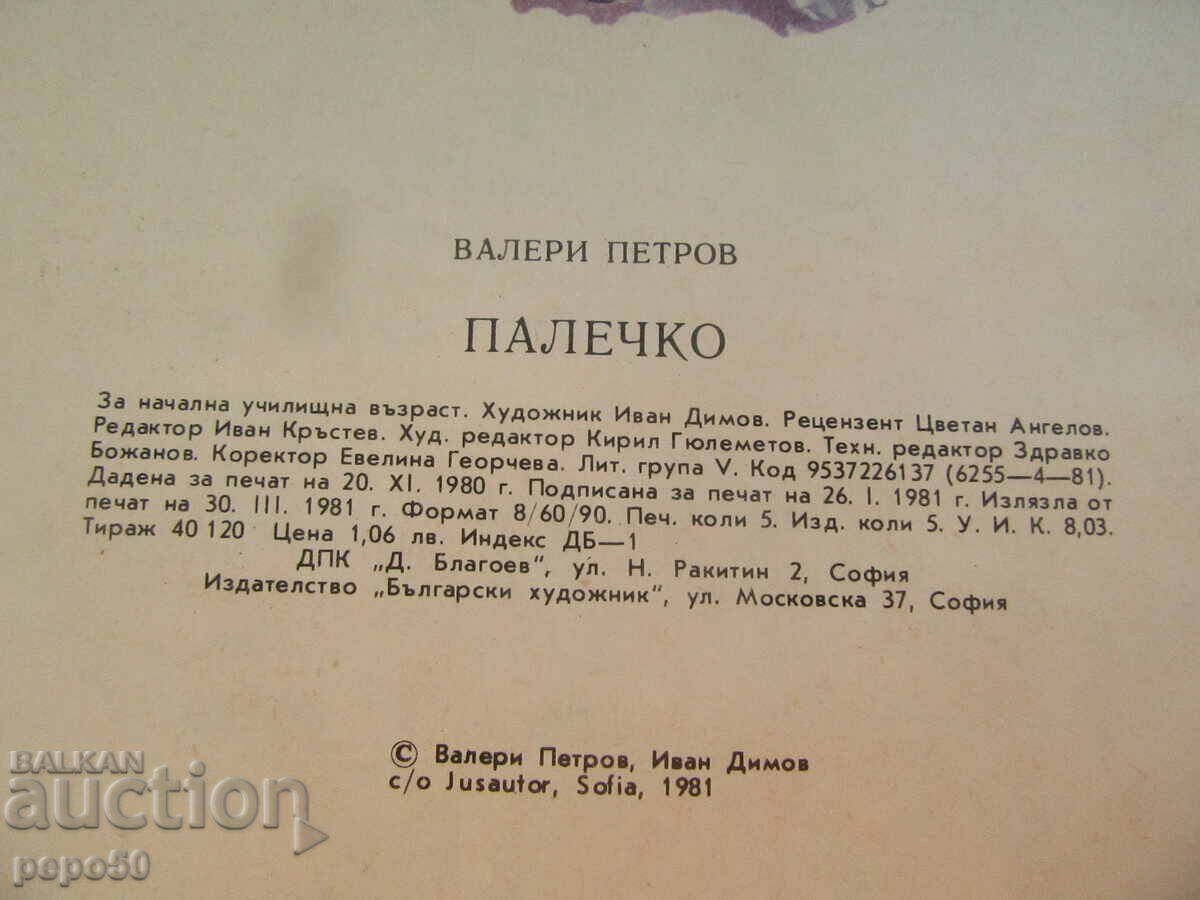 ВАЛЕРИ ПЕТРОВ
ПАЛЕЧКО
За начална училищна възраст. Художник Иван Димов. Рецензент Цветан Ангелов.
Редактор Иван Кръстев. Худ. редактор Кирил Гюлеметов. Техн. редактор Здравко
Божанов. Коректор Евелина Георчева. Лит. група V. Код 9537226137 (6255—4—81).
Дадена за печат на 20. XI. 1980 г. Подписана за печат на 26. I. 1981 г. Излязла от
печат на 30. III. 1981 г. Формат 8/60/90. Печ. коли 5. Изд. коли 5. У. И. К. 8,03.
Тираж 40 120 Цена 1,06 лв. Индекс ДБ—1
ДПК „Д. Благоев", ул. Н. Ракитин 2, София
Издателство „Български художник", ул. Московска 37, София
© Валери Петров, Иван Димов
c/o Jusautor, Sofia, 1981
BALKAN
auction
pepo50